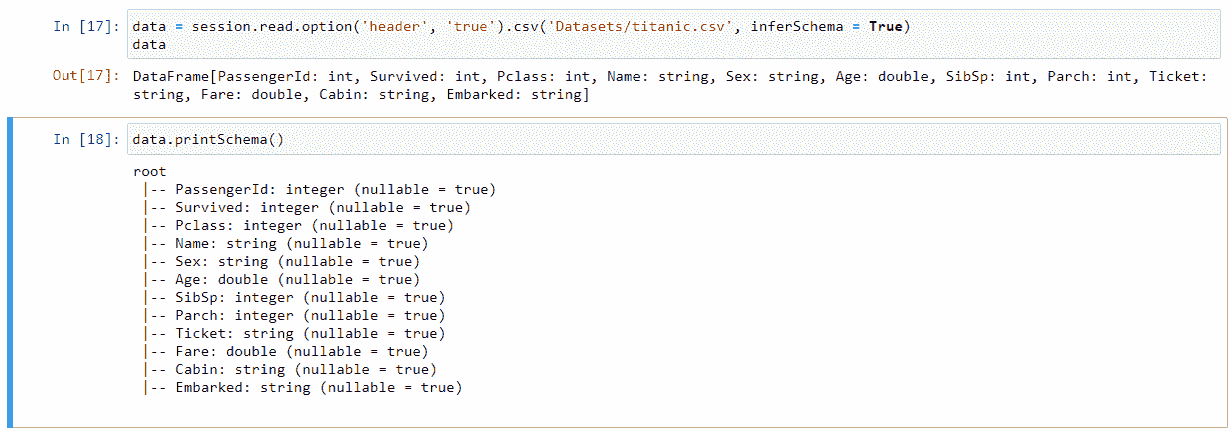 In [17]: data = session.read.option('header', 'true').csv('Datasets/titanic.csv', inferSchema = True)
data
Out[17]: DataFrame[PassengerId: int, Survived: int, Pclass: int, Name: string, Sex: string, Age: double, SibSp: int, Parch: int, Ticket:
string, Fare: double, Cabin: string, Embarked: string]
In [18]: data.printSchema()
root
|-- PassengerId: integer (nullable = true)
|-- Survived: integer (nullable = true)
|-- Pclass: integer (nullable = true)
|-- Name: string (nullable = true)
|-- Sex: string (nullable = true)
|-- Age: double (nullable = true)
|-- SibSp: integer (nullable = true)
|-- Parch: integer (nullable = true)
|-- Ticket: string (nullable = true)
|-- Fare: double (nullable = true)
|-- Cabin: string (nullable = true)
|-- Embarked: string (nullable = true)